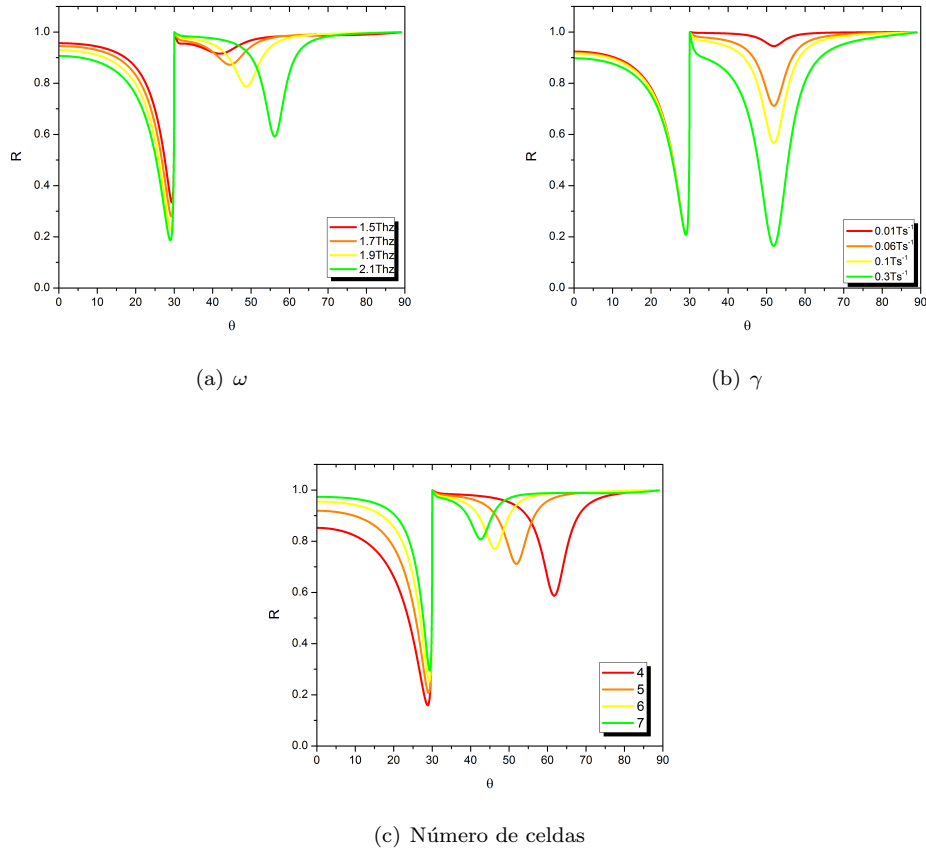 1.0
0.8
0.6
0.4
0.2
0.0
R
0 10 20 30 40 50 60 70 80 90
θ
1.5Thz
1.7Thz
1.9Thz
2.1Thz
(a) ω
1.0
0.8
0.6
0.4
0.2
0.0
R
0 10 20 30 40 50 60 70 80 90
θ
0.01Ts⁻¹
0.06Ts⁻¹
0.1Ts⁻¹
0.3Ts⁻¹
(b) γ
1.0
0.8
0.6
0.4
0.2
0.0
R
0 10 20 30 40 50 60 70 80 90
θ
4
5
6
7
(c) Número de celdas